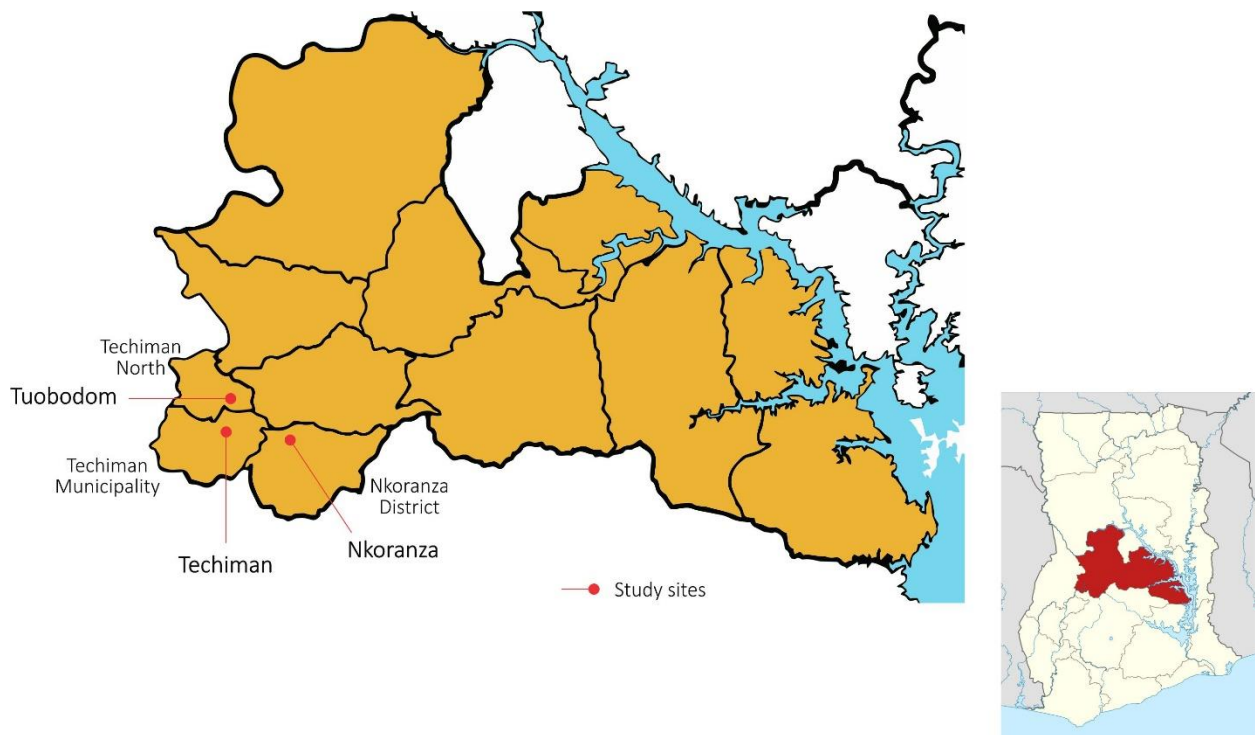 Techiman
North
Tuobodom
Techiman
Municipality
Nkoranza
District
Techiman
Nkoranza
Study sites